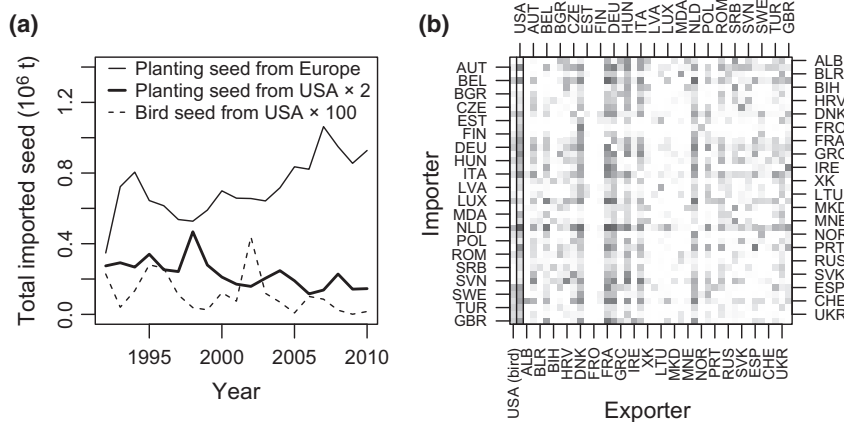 (a)
Planting seed from Europe
Planting seed from USA × 2
Bird seed from USA × 100
Total imported seed (10⁶ t)
0.0
0.4
0.8
1.2
1995
2000
2005
2010
Year
(b)
USA
AUT
BEL
BGR
CZE
EST
FIN
DEU
HUN
ITA
LVA
LUX
MDA
NLD
POL
ROM
SRB
SVN
SWE
TUR
GBR
Importer
AUT
BEL
BGR
CZE
EST
FIN
DEU
HUN
ITA
LVA
LUX
MDA
NLD
POL
ROM
SRB
SVN
SWE
TUR
GBR
ALB
BLR
BIH
HRV
DNK
FRO
FRA
GRC
IRE
XK
LTU
MKD
MNE
NOR
PRT
RUS
SVK
ESP
CHE
UKR
USA (bird)
ALB
BLR
BIH
HRV
DNK
FRO
FRA
GRC
IRE
XK
LTU
MKD
MNE
NOR
PRT
RUS
SVK
ESP
CHE
UKR
Exporter